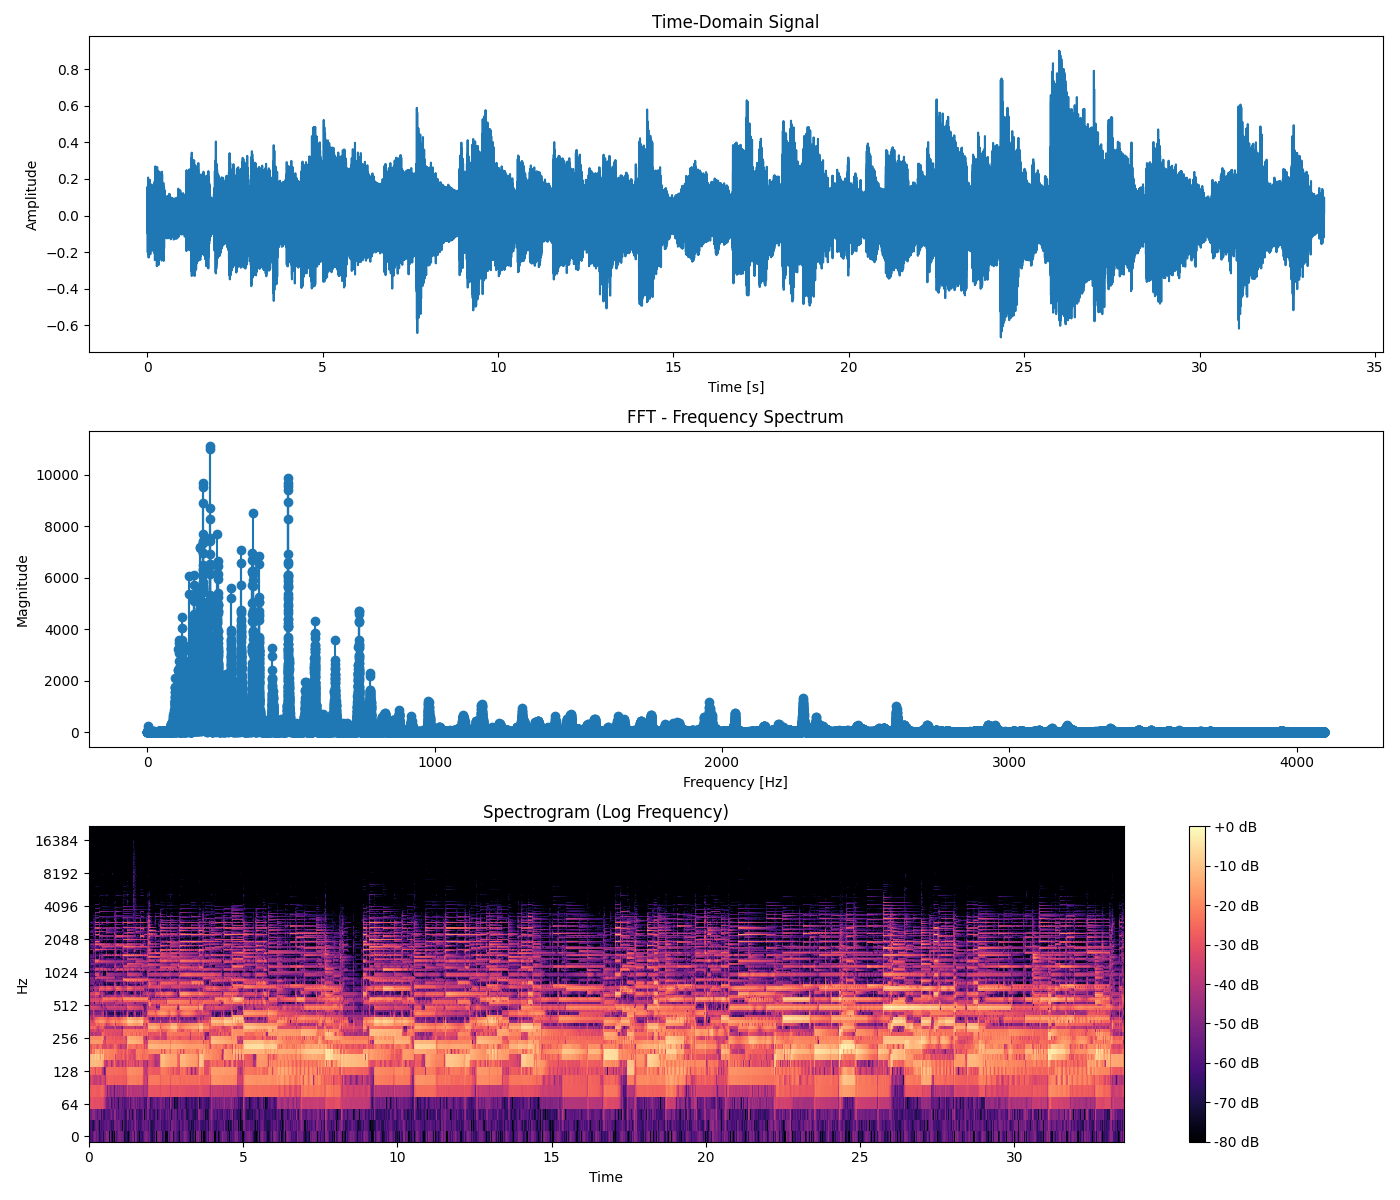 Time-Domain Signal
Amplitude
0.8
0.6
0.4
0.2
0.0
−0.2
−0.4
−0.6
0 5 10 15 20 25 30 35
Time [s]
FFT - Frequency Spectrum
Magnitude
10000
8000
6000
4000
2000
0
0 1000 2000 3000 4000
Frequency [Hz]
Spectrogram (Log Frequency)
Hz
16384
8192
4096
2048
1024
512
256
128
64
0
0 5 10 15 20 25 30
Time
+0 dB
-10 dB
-20 dB
-30 dB
-40 dB
-50 dB
-60 dB
-70 dB
-80 dB